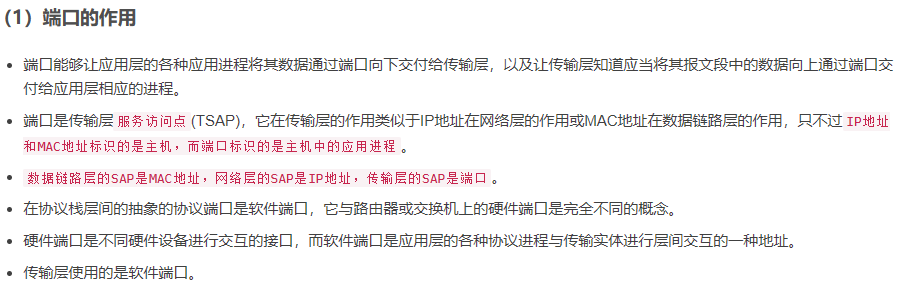 (1）端口的作用
端口能够让应用层的各种应用进程将其数据通过端口向下交付给传输层，以及让传输层知道应当将其报文段中的数据向上通过端口交
付给应用层相应的进程。
端口是传输层 服务访问点 (TSAP)，它在传输层的作用类似于IP地址在网络层的作用或MAC地址在数据链路层的作用，只不过 IP地址
和MAC地址标识的是主机，而端口标识的是主机中的应用进程 。
数据链路层的SAP是MAC地址，网络层的SAP是IP地址，传输层的SAP是端口 。
在协议栈层间的抽象的协议端口是软件端口，它与路由器或交换机上的硬件端口是完全不同的概念。
硬件端口是不同硬件设备进行交互的接口，而软件端口是应用层的各种协议进程与传输实体进行层间交互的一种地址。
传输层使用的是软件端口。